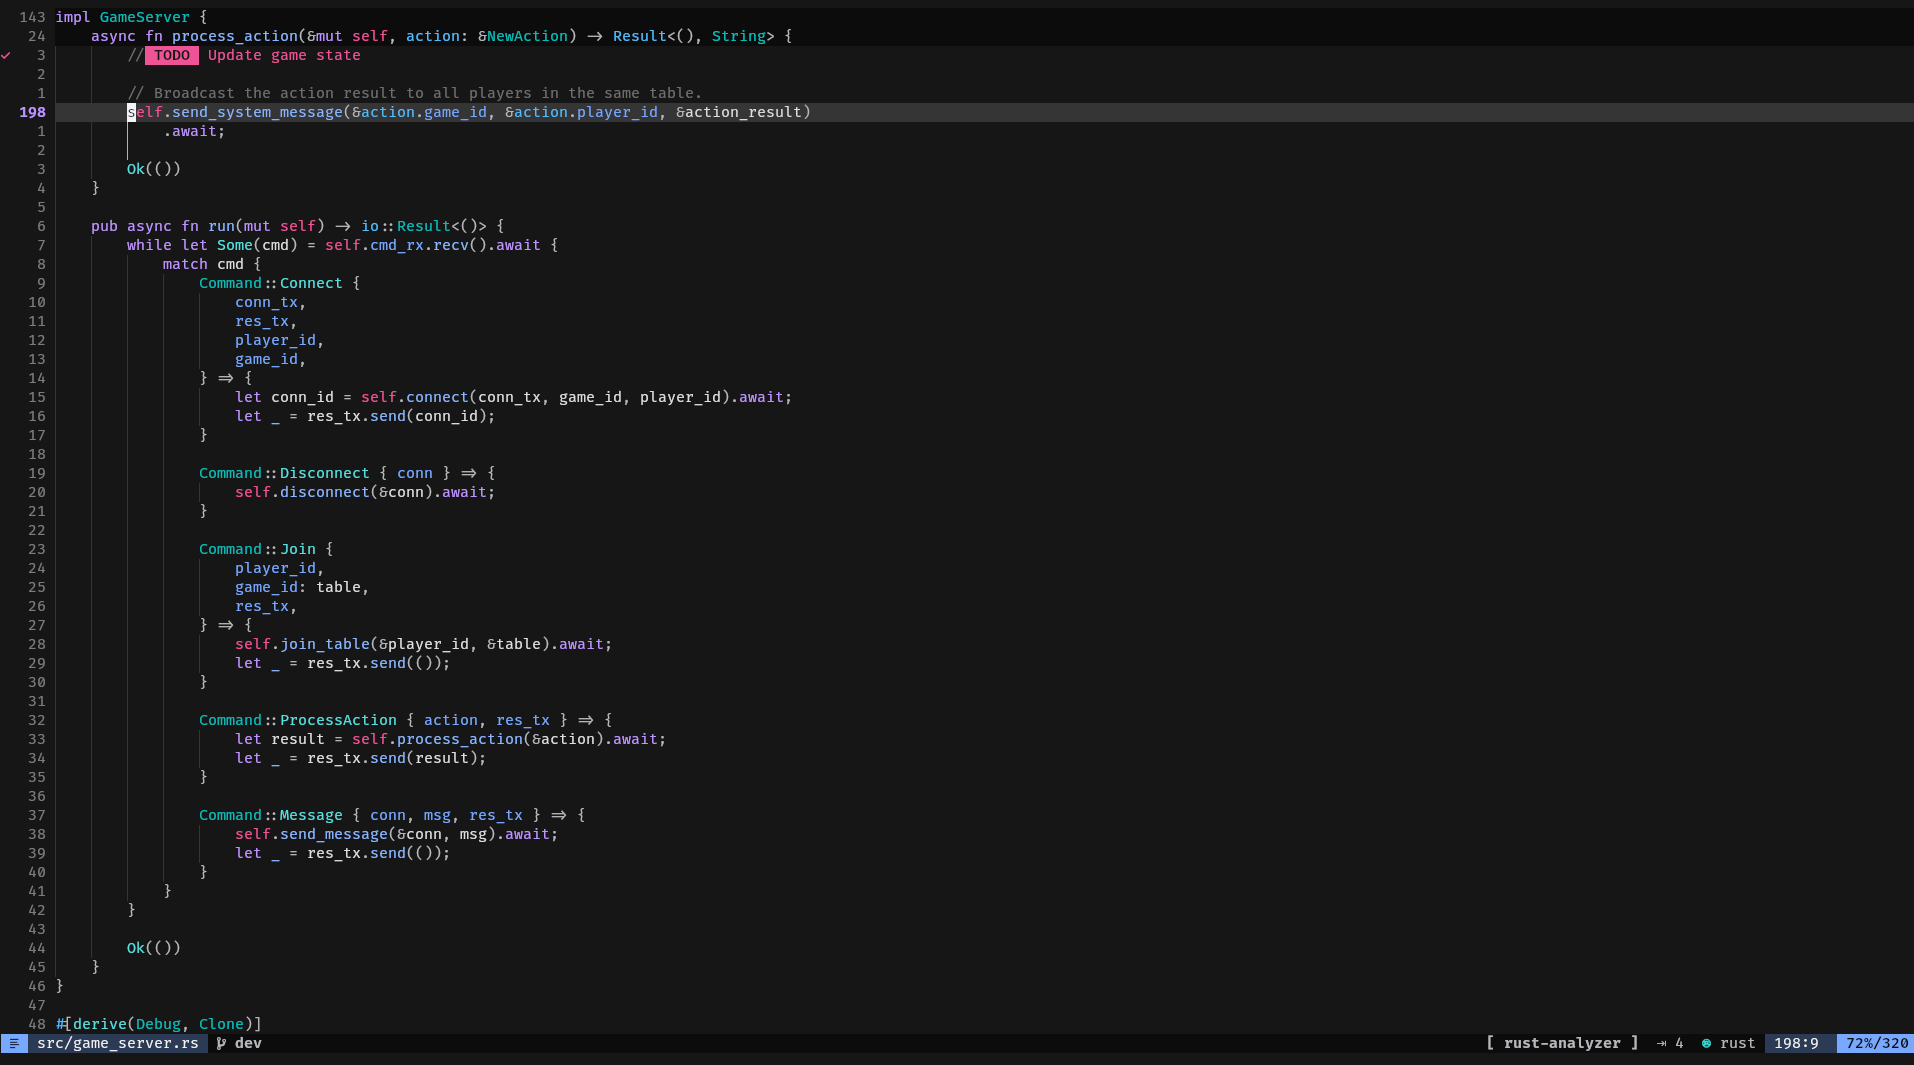 143 impl GameServer {
24     async fn process_action(&mut self, action: &NewAction) -> Result<(), String> {
3         // TODO Update game state
2
1         // Broadcast the action result to all players in the same table.
198         self.send_system_message(&action.game_id, &action.player_id, &action_result)
1             .await;
2
3         Ok(())
4     }
5
6     pub async fn run(mut self) -> io::Result<()> {
7         while let Some(cmd) = self.cmd_rx.recv().await {
8             match cmd {
9                 Command::Connect {
10                     conn_tx,
11                     res_tx,
12                     player_id,
13                     game_id,
14                 } => {
15                     let conn_id = self.connect(conn_tx, game_id, player_id).await;
16                     let _ = res_tx.send(conn_id);
17                 }
18
19                 Command::Disconnect { conn } => {
20                     self.disconnect(&conn).await;
21                 }
22
23                 Command::Join {
24                     player_id,
25                     game_id: table,
26                     res_tx,
27                 } => {
28                     self.join_table(&player_id, &table).await;
29                     let _ = res_tx.send(());
30                 }
31
32                 Command::ProcessAction { action, res_tx } => {
33                     let result = self.process_action(&action).await;
34                     let _ = res_tx.send(result);
35                 }
36
37                 Command::Message { conn, msg, res_tx } => {
38                     self.send_message(&conn, msg).await;
39                     let _ = res_tx.send(());
40                 }
41             }
42         }
43
44         Ok(())
45     }
46 }
47
48 #[derive(Debug, Clone)]
src/game_server.rs dev [ rust-analyzer ] ⇥ 4 rust 198:9 72%/320